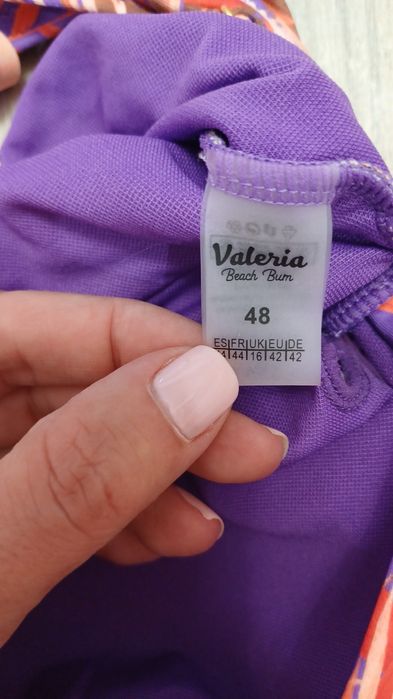 Valeria
Beach Bum
48
ES|FR|UK|EU|DE
44|16|42|42